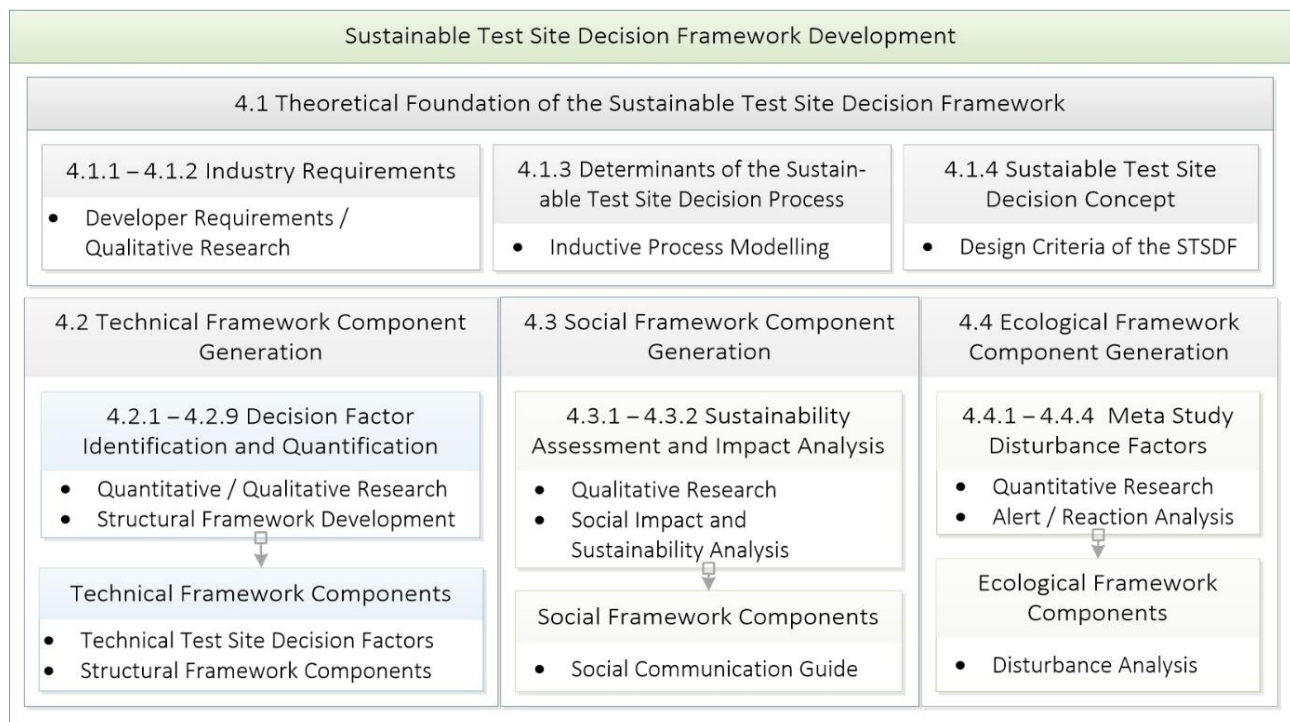 Sustainable Test Site Decision Framework Development
4.1 Theoretical Foundation of the Sustainable Test Site Decision Framework
4.1.1 – 4.1.2 Industry Requirements
• Developer Requirements /
Qualitative Research
4.1.3 Determinants of the Sustain-
able Test Site Decision Process
• Inductive Process Modelling
4.1.4 Sustaiable Test Site
Decision Concept
• Design Criteria of the STSDF
4.2 Technical Framework Component
Generation
4.2.1 – 4.2.9 Decision Factor
Identification and Quantification
• Quantitative / Qualitative Research
• Structural Framework Development
Technical Framework Components
• Technical Test Site Decision Factors
• Structural Framework Components
4.3 Social Framework Component
Generation
4.3.1 – 4.3.2 Sustainability
Assessment and Impact Analysis
• Qualitative Research
• Social Impact and
Sustainability Analysis
Social Framework Components
• Social Communication Guide
4.4 Ecological Framework
Component Generation
4.4.1 – 4.4.4 Meta Study
Disturbance Factors
• Quantitative Research
• Alert / Reaction Analysis
Ecological Framework
Components
• Disturbance Analysis